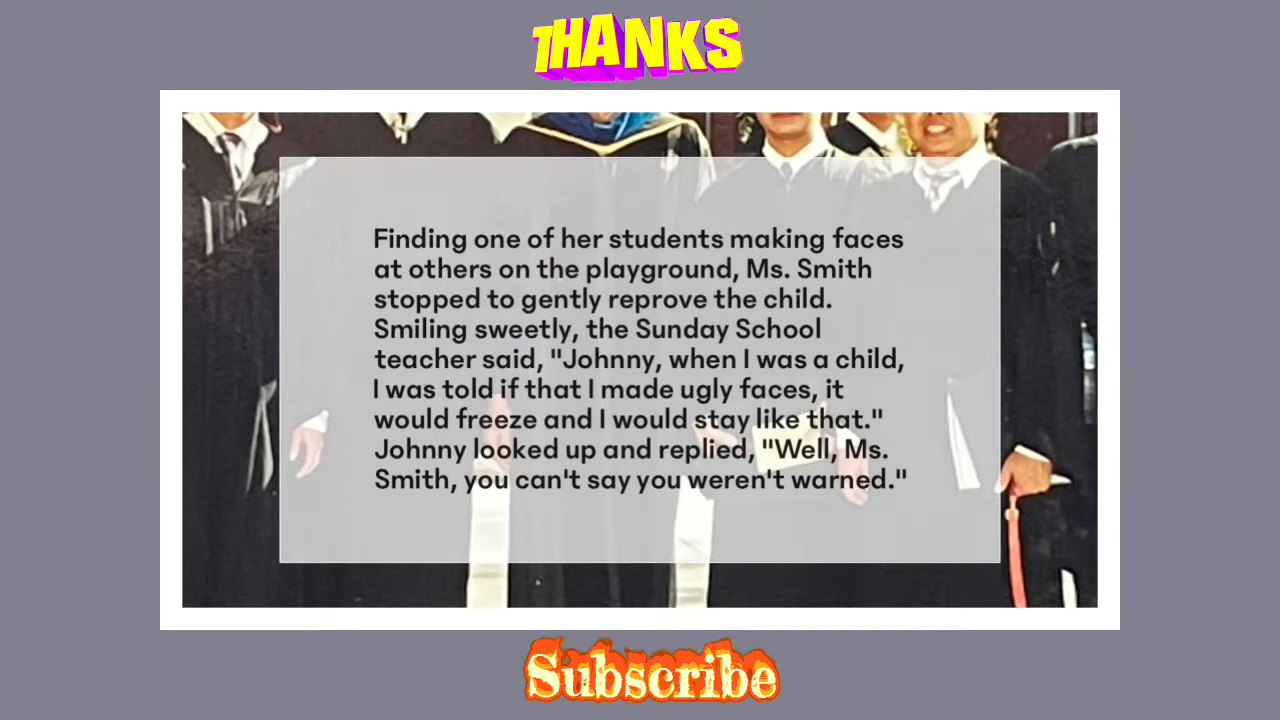 THANKS
Finding one of her students making faces
at others on the playground, Ms. Smith
stopped to gently reprove the child.
Smiling sweetly, the Sunday School
teacher said, "Johnny, when I was a child,
I was told if that I made ugly faces, it
would freeze and I would stay like that."
Johnny looked up and replied, "Well, Ms.
Smith, you can't say you weren't warned."
Subscribe